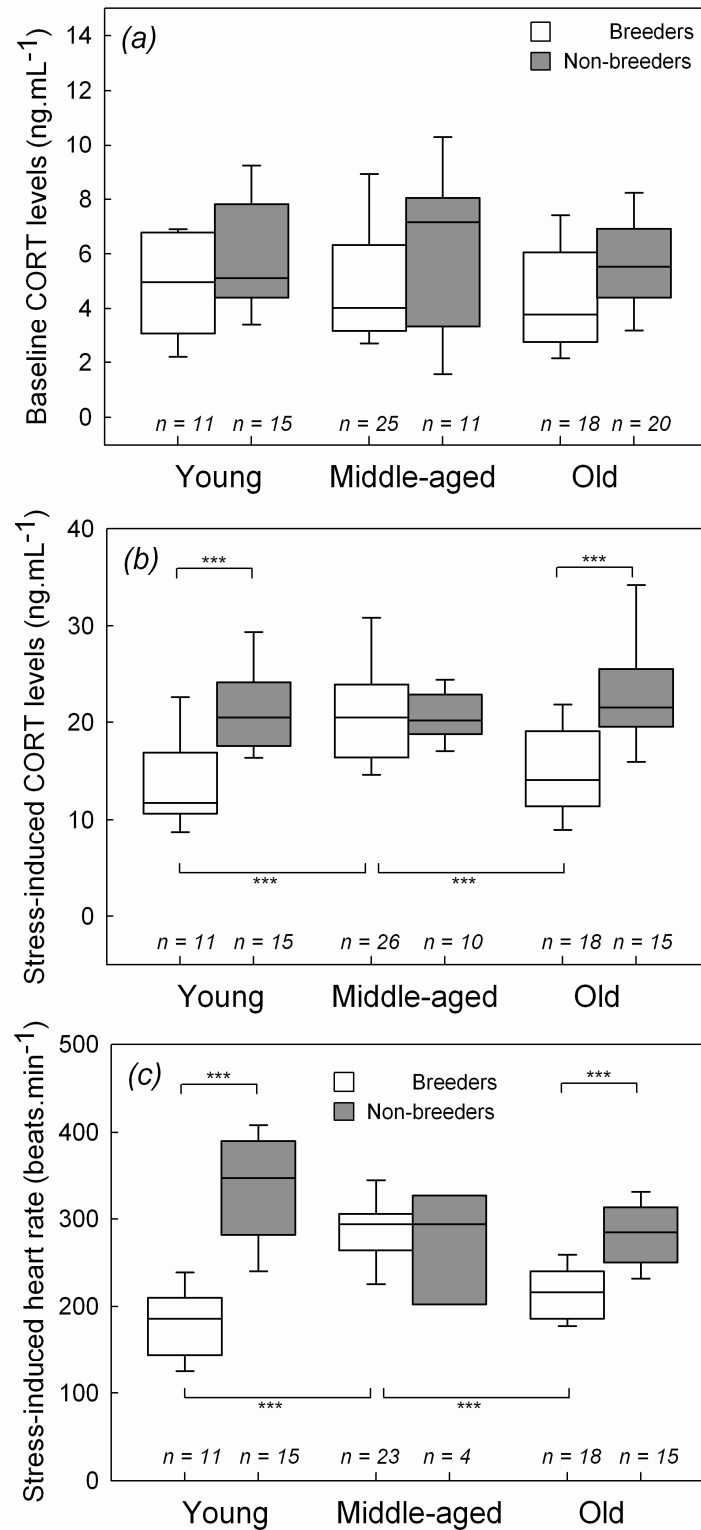 (a)
Breeders
Non-breeders
Baseline CORT levels (ng.mL⁻¹)
14
12
10
8
6
4
2
0
n = 11 n = 15 n = 25 n = 11 n = 18 n = 20
Young Middle-aged Old
(b)
Stress-induced CORT levels (ng.mL⁻¹)
40
30
20
10
0
*** ***
*** ***
n = 11 n = 15 n = 26 n = 10 n = 18 n = 15
Young Middle-aged Old
(c)
Breeders
Non-breeders
Stress-induced heart rate (beats.min⁻¹)
500
400
300
200
100
0
*** ***
*** ***
n = 11 n = 15 n = 23 n = 4 n = 18 n = 15
Young Middle-aged Old